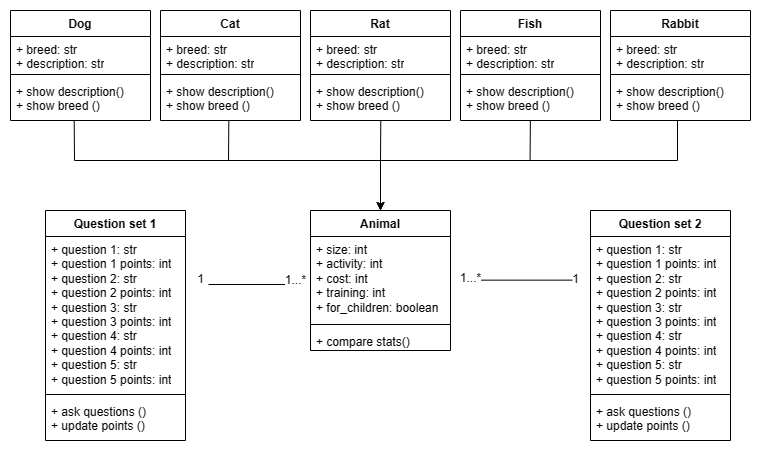 Dog
+ breed: str
+ description: str
+ show description()
+ show breed ()
Cat
+ breed: str
+ description: str
+ show description()
+ show breed ()
Rat
+ breed: str
+ description: str
+ show description()
+ show breed ()
Fish
+ breed: str
+ description: str
+ show description()
+ show breed ()
Rabbit
+ breed: str
+ description: str
+ show description()
+ show breed ()
Question set 1
+ question 1: str
+ question 1 points: int
+ question 2: str
+ question 2 points: int
+ question 3: str
+ question 3 points: int
+ question 4: str
+ question 4 points: int
+ question 5: str
+ question 5 points: int
+ ask questions ()
+ update points ()
1
1...*
Animal
+ size: int
+ activity: int
+ cost: int
+ training: int
+ for_children: boolean
+ compare stats()
1...*
1
Question set 2
+ question 1: str
+ question 1 points: int
+ question 2: str
+ question 2 points: int
+ question 3: str
+ question 3 points: int
+ question 4: str
+ question 4 points: int
+ question 5: str
+ question 5 points: int
+ ask questions ()
+ update points ()